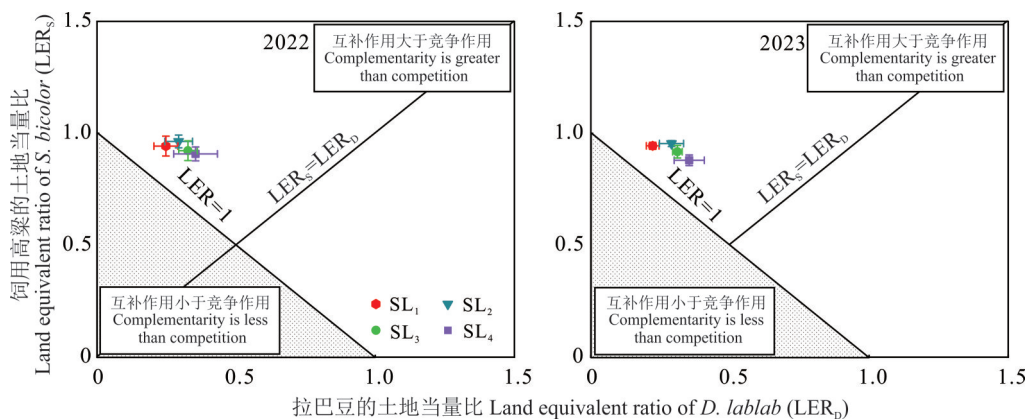 饲用高粱的土地当量比
Land equivalent ratio of S. bicolor (LERS)
1.5
1.0
0.5
0
2022
互补作用大于竞争作用
Complementarity is greater
than competition
LERS=LERD
LER=1
互补作用小于竞争作用
Complementarity is less
than competition
SL1
SL2
SL3
SL4
0
0.5
1.0
1.5
1.5
1.0
0.5
0
2023
互补作用大于竞争作用
Complementarity is greater
than competition
LERS=LERD
LER=1
互补作用小于竞争作用
Complementarity is less
than competition
0
0.5
1.0
1.5
拉巴豆的土地当量比 Land equivalent ratio of D. lablab (LERD)